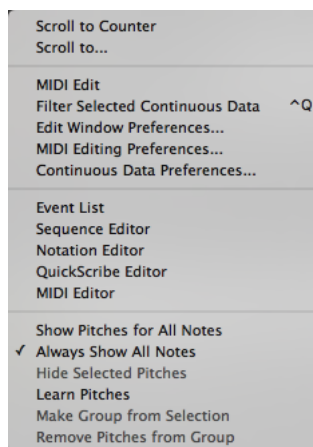 Scroll to Counter
Scroll to...
MIDI Edit
Filter Selected Continuous Data ^Q
Edit Window Preferences...
MIDI Editing Preferences...
Continuous Data Preferences...
Event List
Sequence Editor
Notation Editor
QuickScribe Editor
MIDI Editor
Show Pitches for All Notes
✓ Always Show All Notes
Hide Selected Pitches
Learn Pitches
Make Group from Selection
Remove Pitches from Group